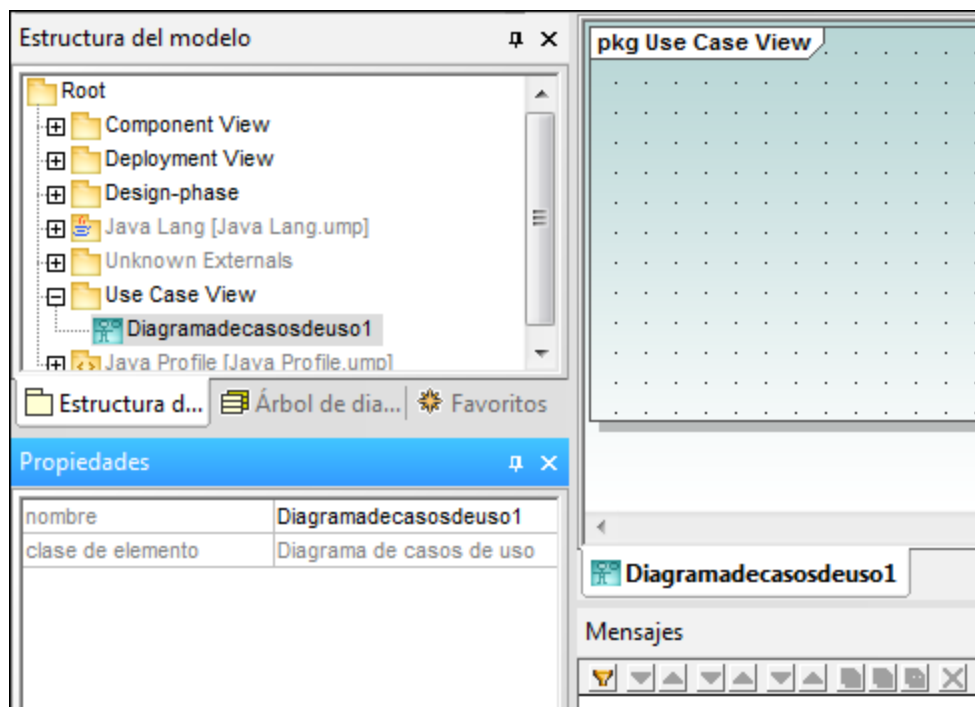 Estructura del modelo
Root
Component View
Deployment View
Design-phase
Java Lang [Java Lang.ump]
Unknown Externals
Use Case View
Diagramadecasosdeuso1
Java Profile [Java Profile.ump]
Estructura d... Árbol de dia... Favoritos
Propiedades
nombre Diagramadecasosdeuso1
clase de elemento Diagrama de casos de uso
pkg Use Case View
Diagramadecasosdeuso1
Mensajes